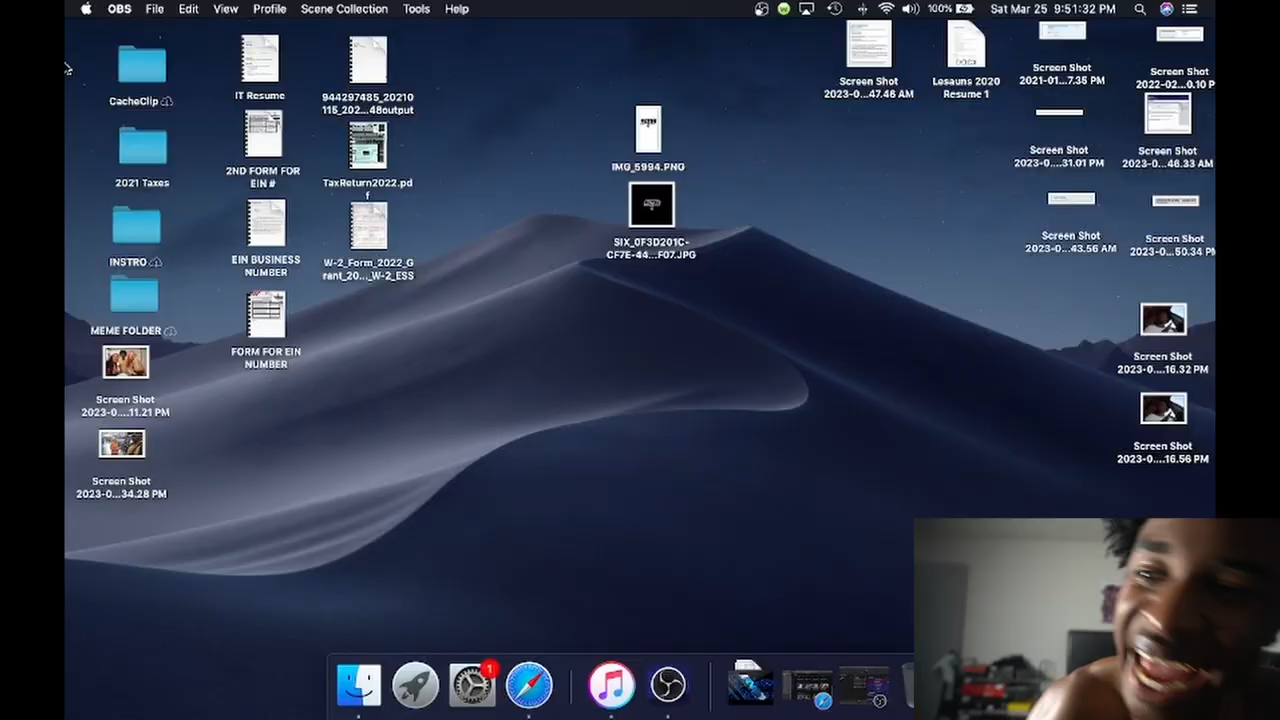 OBS File Edit View Profile Scene Collection Tools Help 100% Sat Mar 25 9:51:32 PM
CacheClip
2021 Taxes
INSTRO
MEME FOLDER
Screen Shot
2023-0....11.21 PM
Screen Shot
2023-0...34.28 PM
IT Resume
2ND FORM FOR
EIN #
EIN BUSINESS
NUMBER
FORM FOR EIN
NUMBER
944297485_20210
115_202...48output
TaxReturn2022.pd
f
W-2_Form_2022_G
rant_20..._W-2_ESS
IMG_5994.PNG
SIX_0F3D201C-
CF7E-44...F07.JPG
Screen Shot
2023-0...47.46 AM
Lesauns 2020
Resume 1
Screen Shot
2021-01...7.35 PM
Screen Shot
2023-0....31.01 PM
Screen Shot
2023-0...43.56 AM
Screen Shot
2022-02...0.10 P
Screen Shot
2023-0...46.33 AM
Screen Shot
2023-0...50.34 PM
Screen Shot
2023-0....16.32 PM
Screen Shot
2023-0....16.56 PM
1